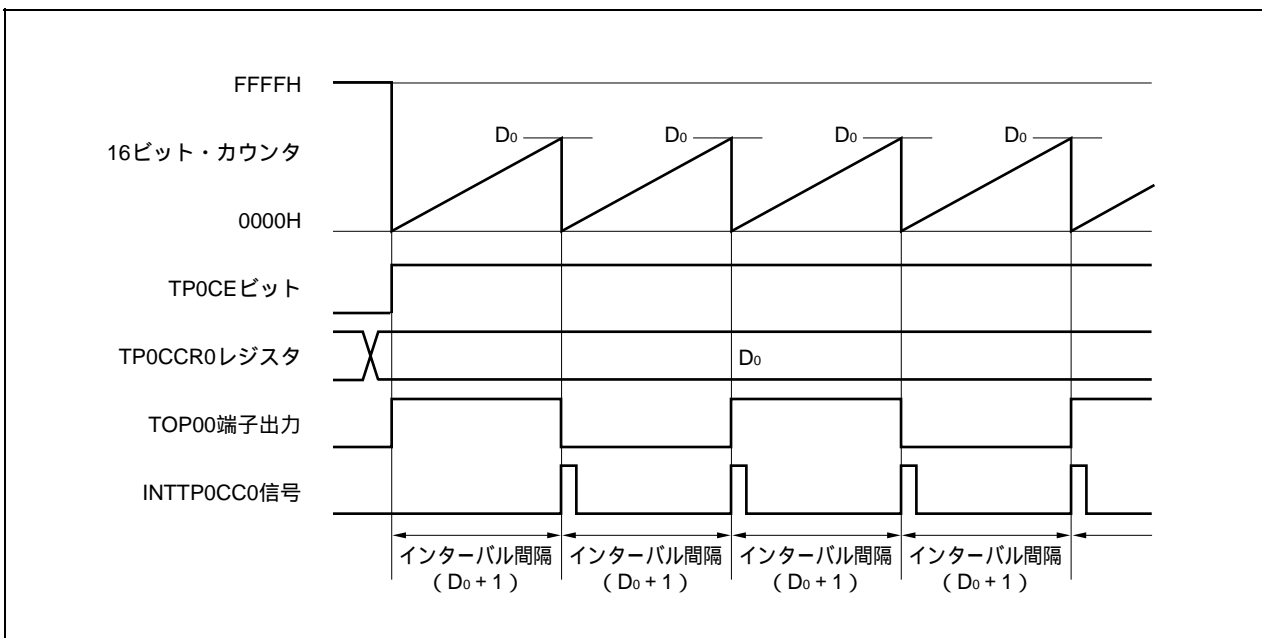 FFFFH
D0 D0 D0 D0
16ビット・カウンタ
0000H
TP0CEビット
TP0CCR0レジスタ D0
TOP00端子出力
INTTP0CC0信号
インターバル間隔 インターバル間隔 インターバル間隔 インターバル間隔
（D0 + 1） （D0 + 1） （D0 + 1） （D0 + 1）